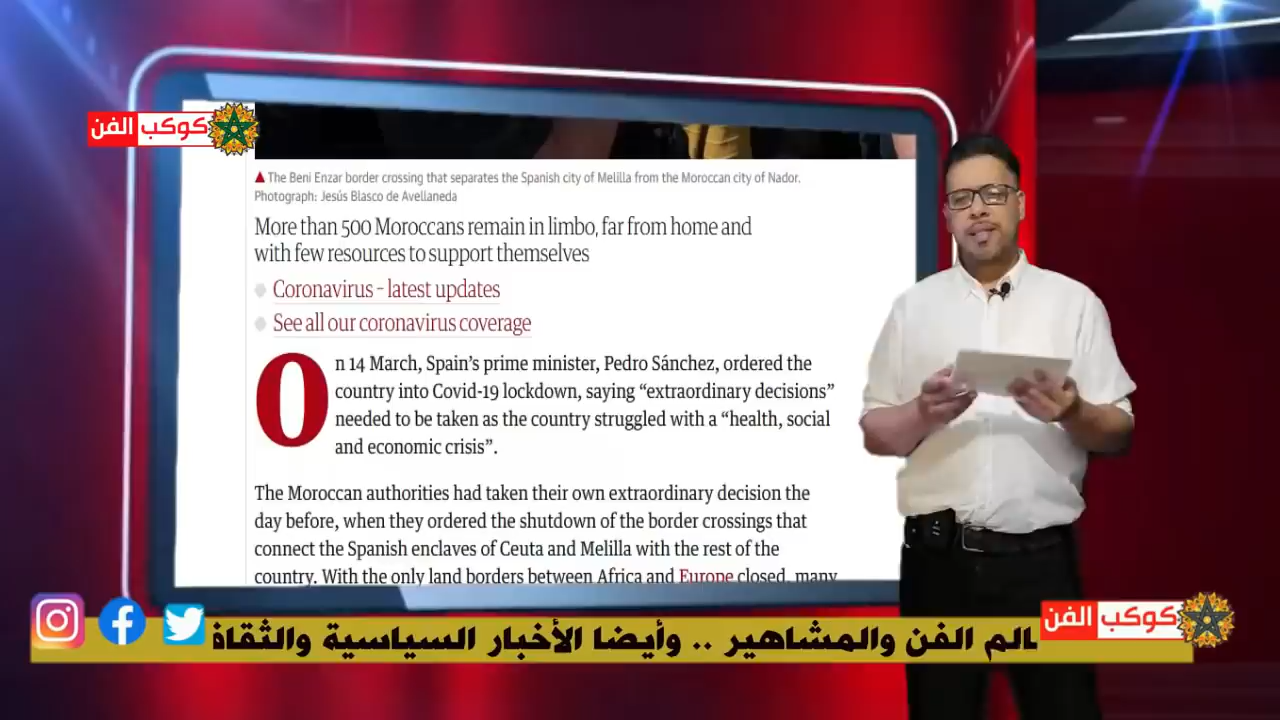 كوكب الفن
The Beni Enzar border crossing that separates the Spanish city of Melilla from the Moroccan city of Nador.
Photograph: Jesús Blasco de Avellaneda
More than 500 Moroccans remain in limbo, far from home and
with few resources to support themselves
Coronavirus – latest updates
See all our coronavirus coverage
On 14 March, Spain’s prime minister, Pedro Sánchez, ordered the
country into Covid-19 lockdown, saying “extraordinary decisions”
needed to be taken as the country struggled with a “health, social
and economic crisis”.
The Moroccan authorities had taken their own extraordinary decision the
day before, when they ordered the shutdown of the border crossings that
connect the Spanish enclaves of Ceuta and Melilla with the rest of the
country. With the only land borders between Africa and Europe closed, many
الم الفن والمشاهير .. وأيضا الأخبار السياسية والثقاف
كوكب الفن